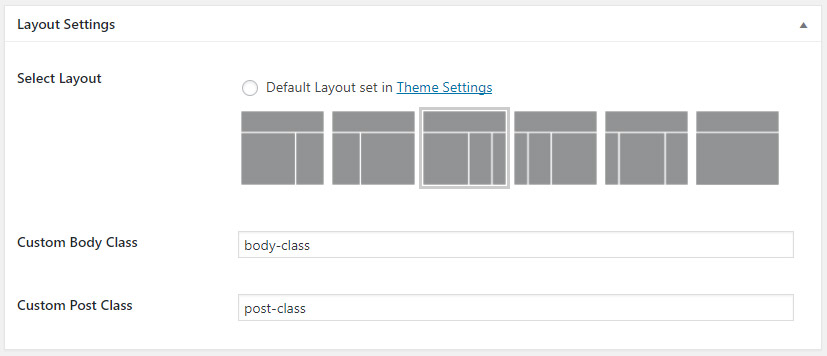 Layout Settings
Select Layout
Default Layout set in Theme Settings
Custom Body Class
body-class
Custom Post Class
post-class